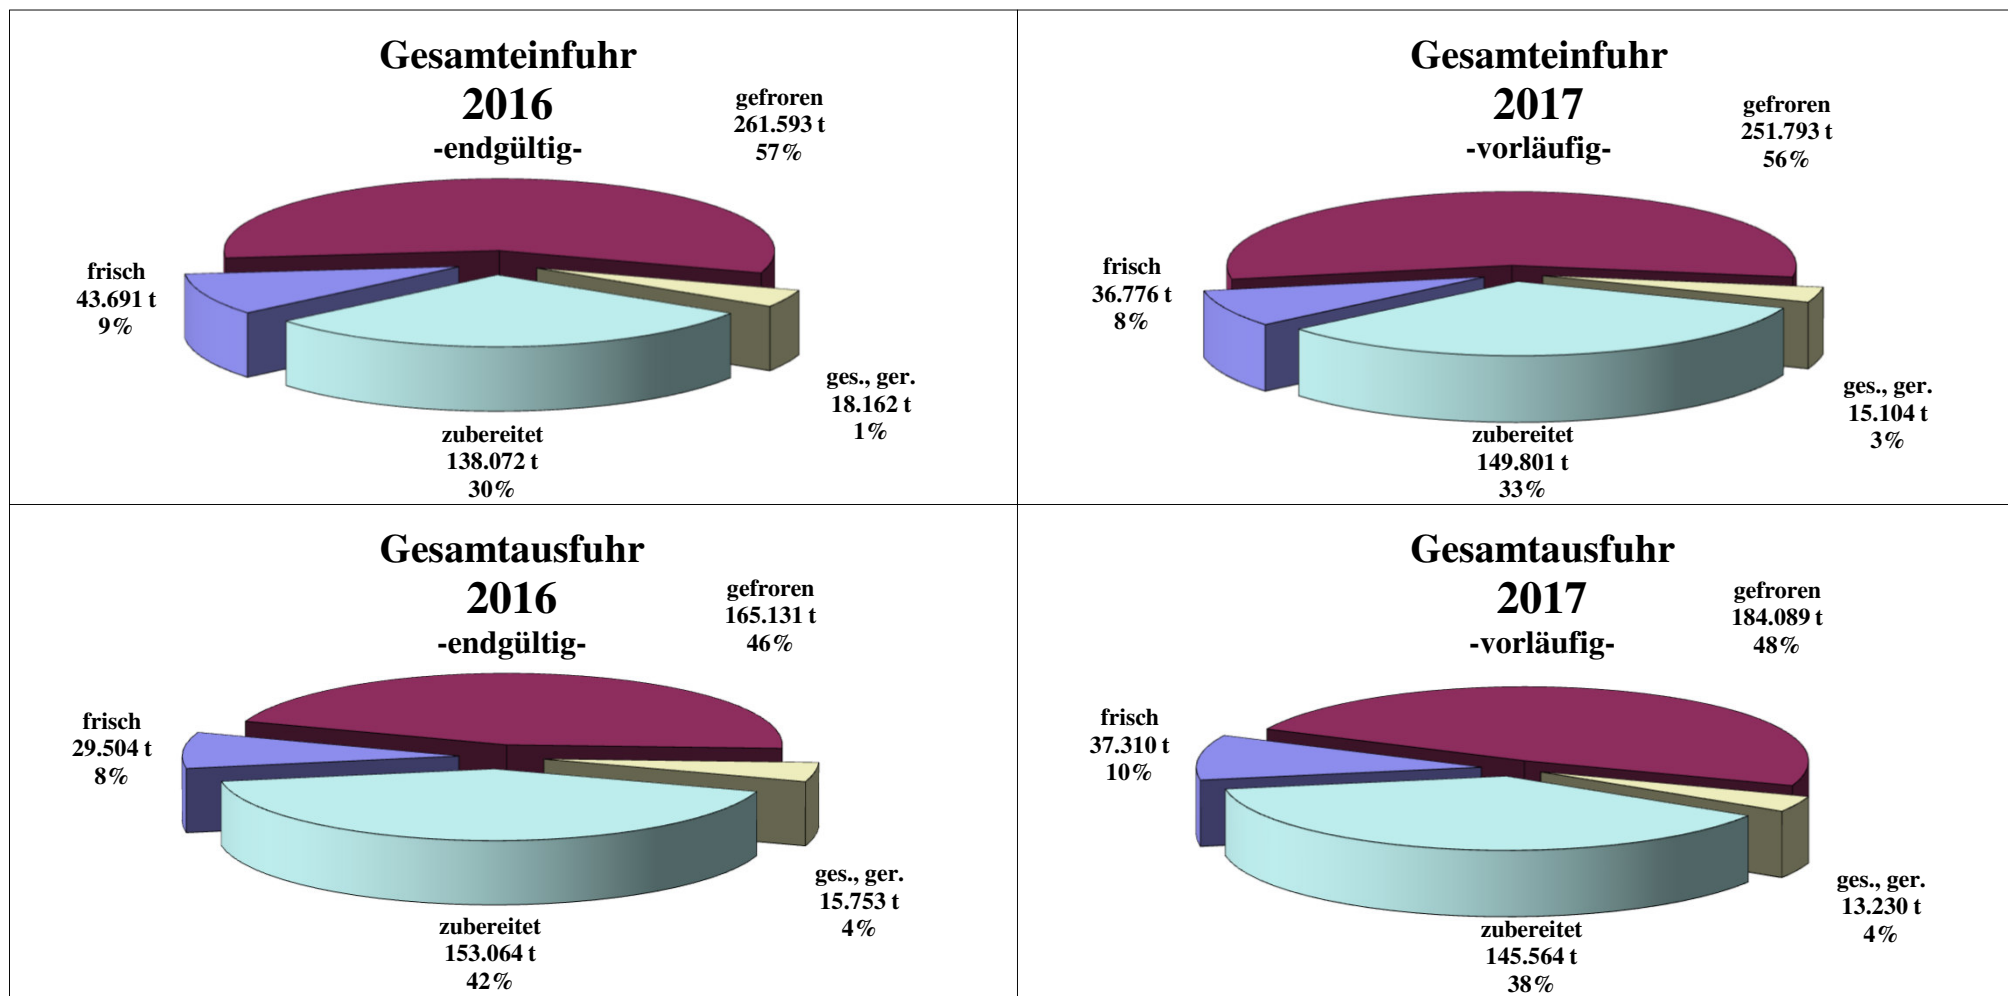 Gesamteinfuhr
2016
-endgültig-
gefroren
261.593 t
57%
frisch
43.691 t
9%
ges., ger.
18.162 t
1%
zubereitet
138.072 t
30%
Gesamteinfuhr
2017
-vorläufig-
gefroren
251.793 t
56%
frisch
36.776 t
8%
ges., ger.
15.104 t
3%
zubereitet
149.801 t
33%
Gesamtausfuhr
2016
-endgültig-
gefroren
165.131 t
46%
frisch
29.504 t
8%
ges., ger.
15.753 t
4%
zubereitet
153.064 t
42%
Gesamtausfuhr
2017
-vorläufig-
gefroren
184.089 t
48%
frisch
37.310 t
10%
ges., ger.
13.230 t
4%
zubereitet
145.564 t
38%